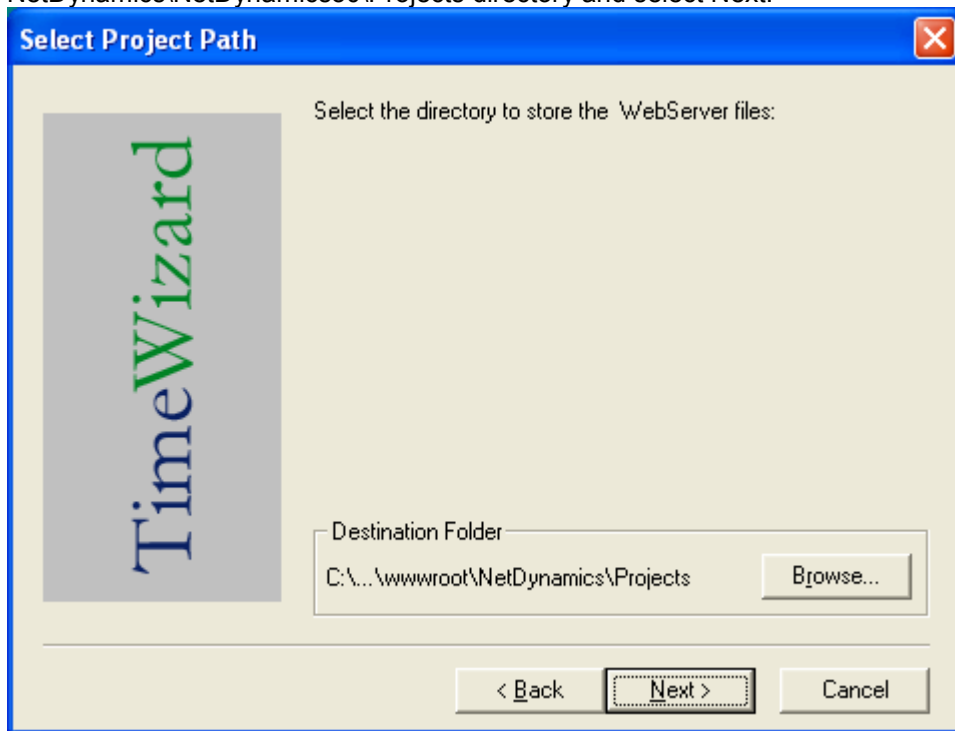 Select Project Path
Select the directory to store the WebServer files:
TimeWizard
Destination Folder
C:\...\wwwroot\NetDynamics\Projects
Browse...
< Back
Next >
Cancel